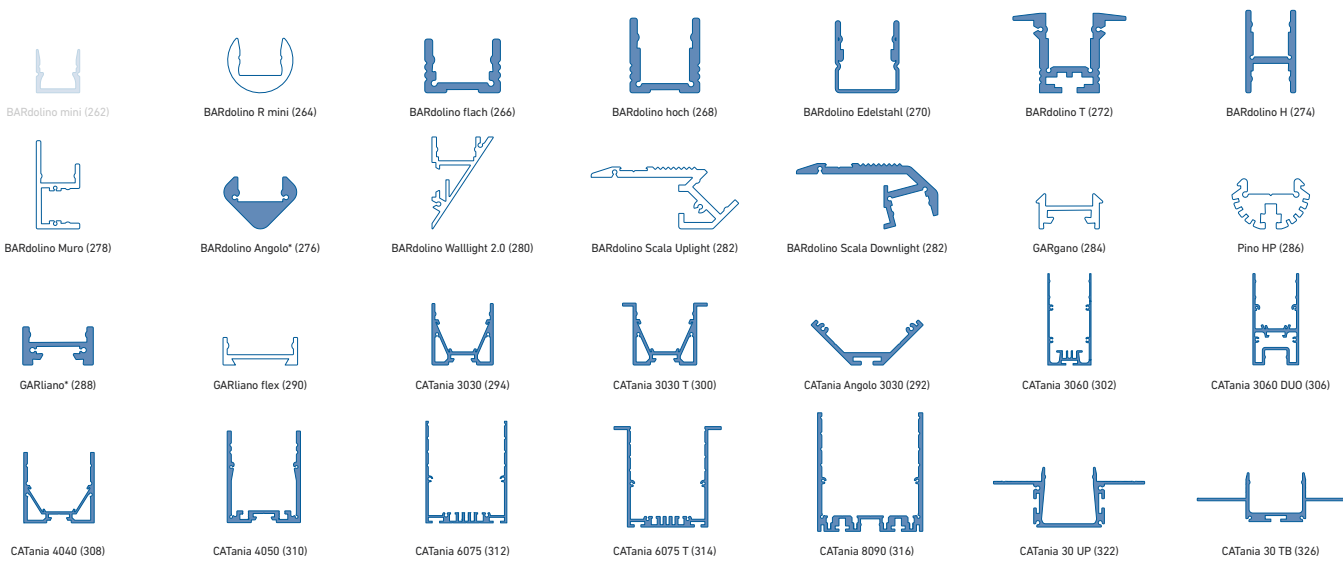 BARdolino mini (262)
BARdolino R mini (264)
BARdolino flach (266)
BARdolino hoch (268)
BARdolino Edelstahl (270)
BARdolino T (272)
BARdolino H (274)
BARdolino Muro (278)
BARdolino Angolo* (276)
BARdolino Walllight 2.0 (280)
BARdolino Scala Uplight (282)
BARdolino Scala Downlight (282)
GARgano (284)
Pino HP (286)
GARliano* (288)
GARliano flex (290)
CATania 3030 (294)
CATania 3030 T (300)
CATania Angolo 3030 (292)
CATania 3060 (302)
CATania 3060 DUO (306)
CATania 4040 (308)
CATania 4050 (310)
CATania 6075 (312)
CATania 6075 T (314)
CATania 8090 (316)
CATania 30 UP (322)
CATania 30 TB (326)